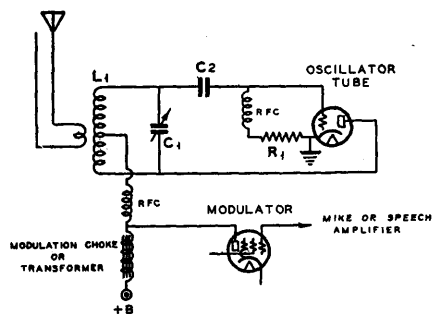 L1
C2
OSCILLATOR
TUBE
RFC
C1
R1
RFC
MODULATOR
MIKE OR SPEECH
AMPLIFIER
MODULATION CHOKE
OR
TRANSFORMER
+B